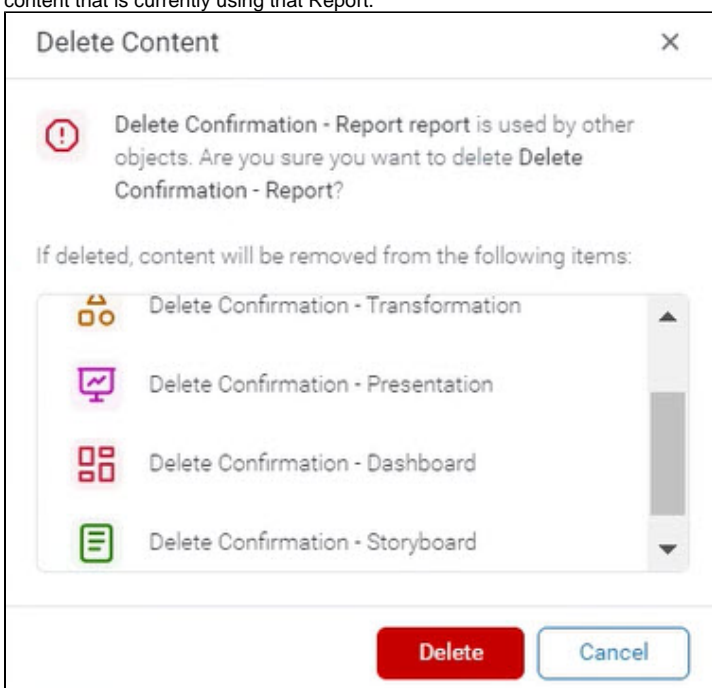 content that is currently using that Report.
Delete Content
Delete Confirmation - Report report is used by other
objects. Are you sure you want to delete Delete
Confirmation - Report?
If deleted, content will be removed from the following items:
Delete Confirmation - Transformation
Delete Confirmation - Presentation
Delete Confirmation - Dashboard
Delete Confirmation - Storyboard
Delete Cancel